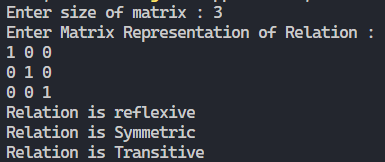 Enter size of matrix : 3
Enter Matrix Representation of Relation :
1 0 0
0 1 0
0 0 1
Relation is reflexive
Relation is Symmetric
Relation is Transitive